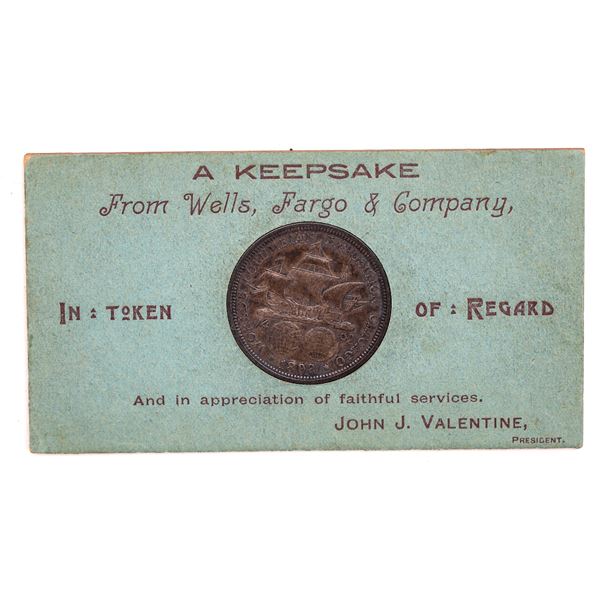 A KEEPSAKE
From Wells, Fargo & Company,
IN : TOKEN OF : REGARD
And in appreciation of faithful services.
JOHN J. VALENTINE,
PRESIDENT.